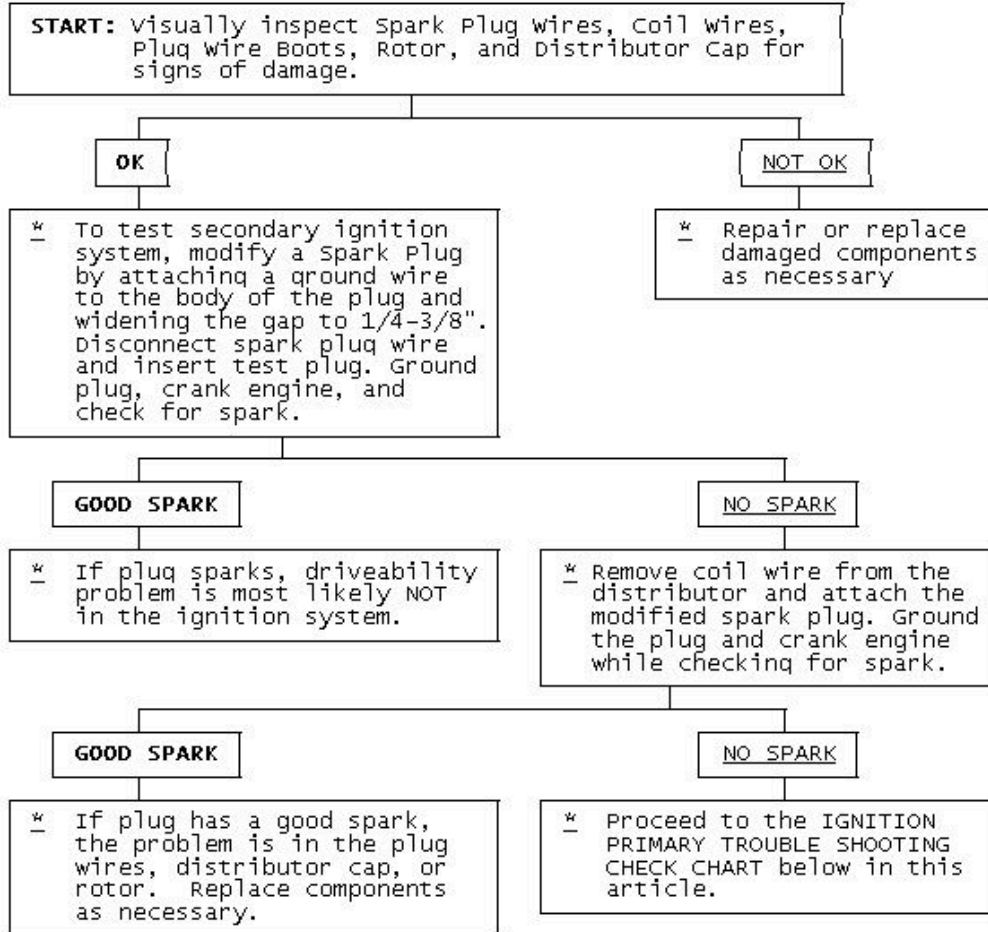 START: Visually inspect Spark Plug Wires, Coil Wires,
Pluq Wire Boots, Rotor, and Distributor Cap for
signs of damage.
OK
NOT OK
* To test secondary ignition
system, modify a Spark Plug
by attaching a qround wire
to the body of the plug and
widening the gap to 1/4-3/8".
Disconnect spark pluq wire
and insert test plug. Ground
plug, crank engine, and
check for spark.
* Repair or replace
damaged components
as necessary
GOOD SPARK
NO SPARK
* If pluq sparks, driveability
problem is most likely NOT
in the ignition system.
* Remove coil wire from the
distributor and attach the
modified spark plug. Ground
the plug and crank engine
while checkinq for spark.
GOOD SPARK
NO SPARK
* If plug has a good spark,
the problem is in the plug
wires, distributor cap, or
rotor. Replace components
as necessary.
* Proceed to the IGNITION
PRIMARY TROUBLE SHOOTING
CHECK CHART below in this
article.